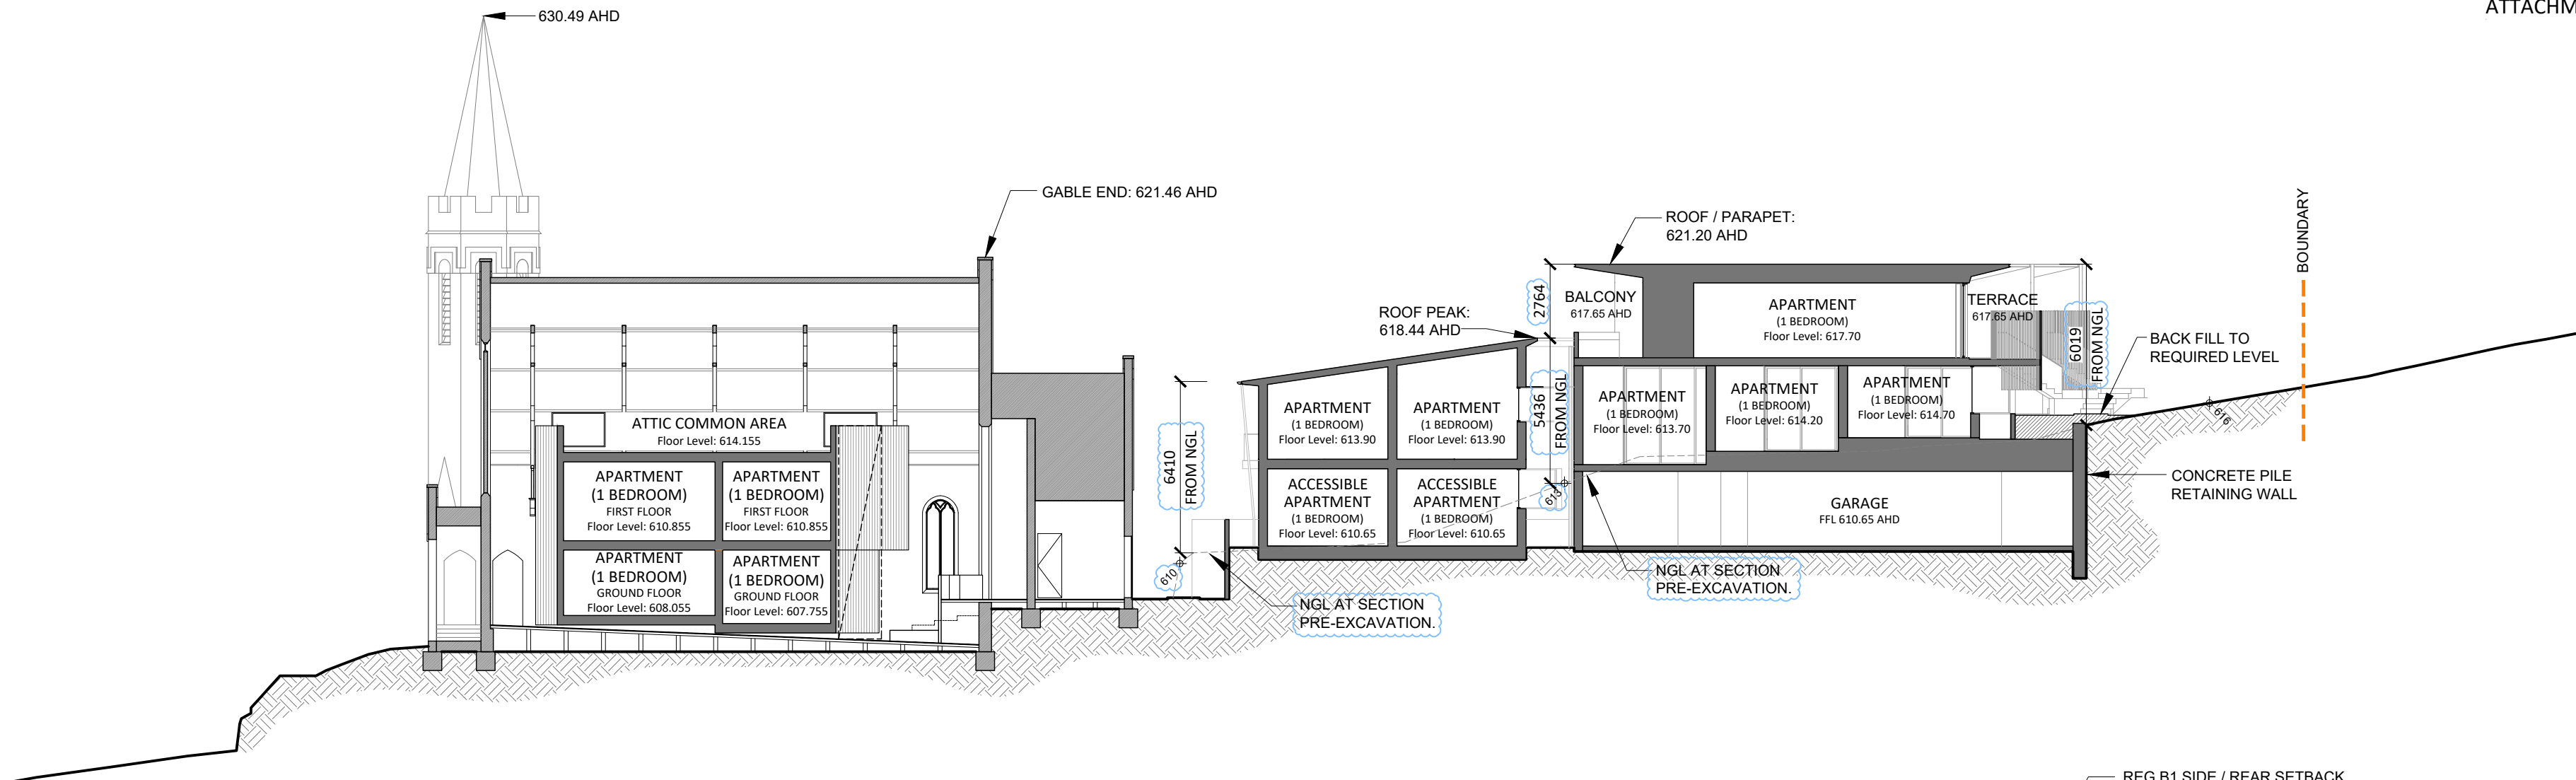 ATTACHM
630.49 AHD
GABLE END: 621.46 AHD
ROOF / PARAPET:
621.20 AHD
BOUNDARY
ROOF PEAK:
618.44 AHD
2764
BALCONY
617.65 AHD
APARTMENT
(1 BEDROOM)
Floor Level: 617.70
TERRACE
617.65 AHD
6019
FROM NGL
BACK FILL TO
REQUIRED LEVEL
616
ATTIC COMMON AREA
Floor Level: 614.155
APARTMENT
(1 BEDROOM)
FIRST FLOOR
Floor Level: 610.855
APARTMENT
(1 BEDROOM)
FIRST FLOOR
Floor Level: 610.855
APARTMENT
(1 BEDROOM)
GROUND FLOOR
Floor Level: 608.055
APARTMENT
(1 BEDROOM)
GROUND FLOOR
Floor Level: 607.755
6410
FROM NGL
610
APARTMENT
(1 BEDROOM)
Floor Level: 613.90
APARTMENT
(1 BEDROOM)
Floor Level: 613.90
ACCESSIBLE
APARTMENT
(1 BEDROOM)
Floor Level: 610.65
ACCESSIBLE
APARTMENT
(1 BEDROOM)
Floor Level: 610.65
5436
FROM NGL
613
APARTMENT
(1 BEDROOM)
Floor Level: 613.70
APARTMENT
(1 BEDROOM)
Floor Level: 614.20
APARTMENT
(1 BEDROOM)
Floor Level: 614.70
GARAGE
FFL 610.65 AHD
CONCRETE PILE
RETAINING WALL
NGL AT SECTION
PRE-EXCAVATION.
NGL AT SECTION
PRE-EXCAVATION.
REG B1 SIDE / REAR SETBACK